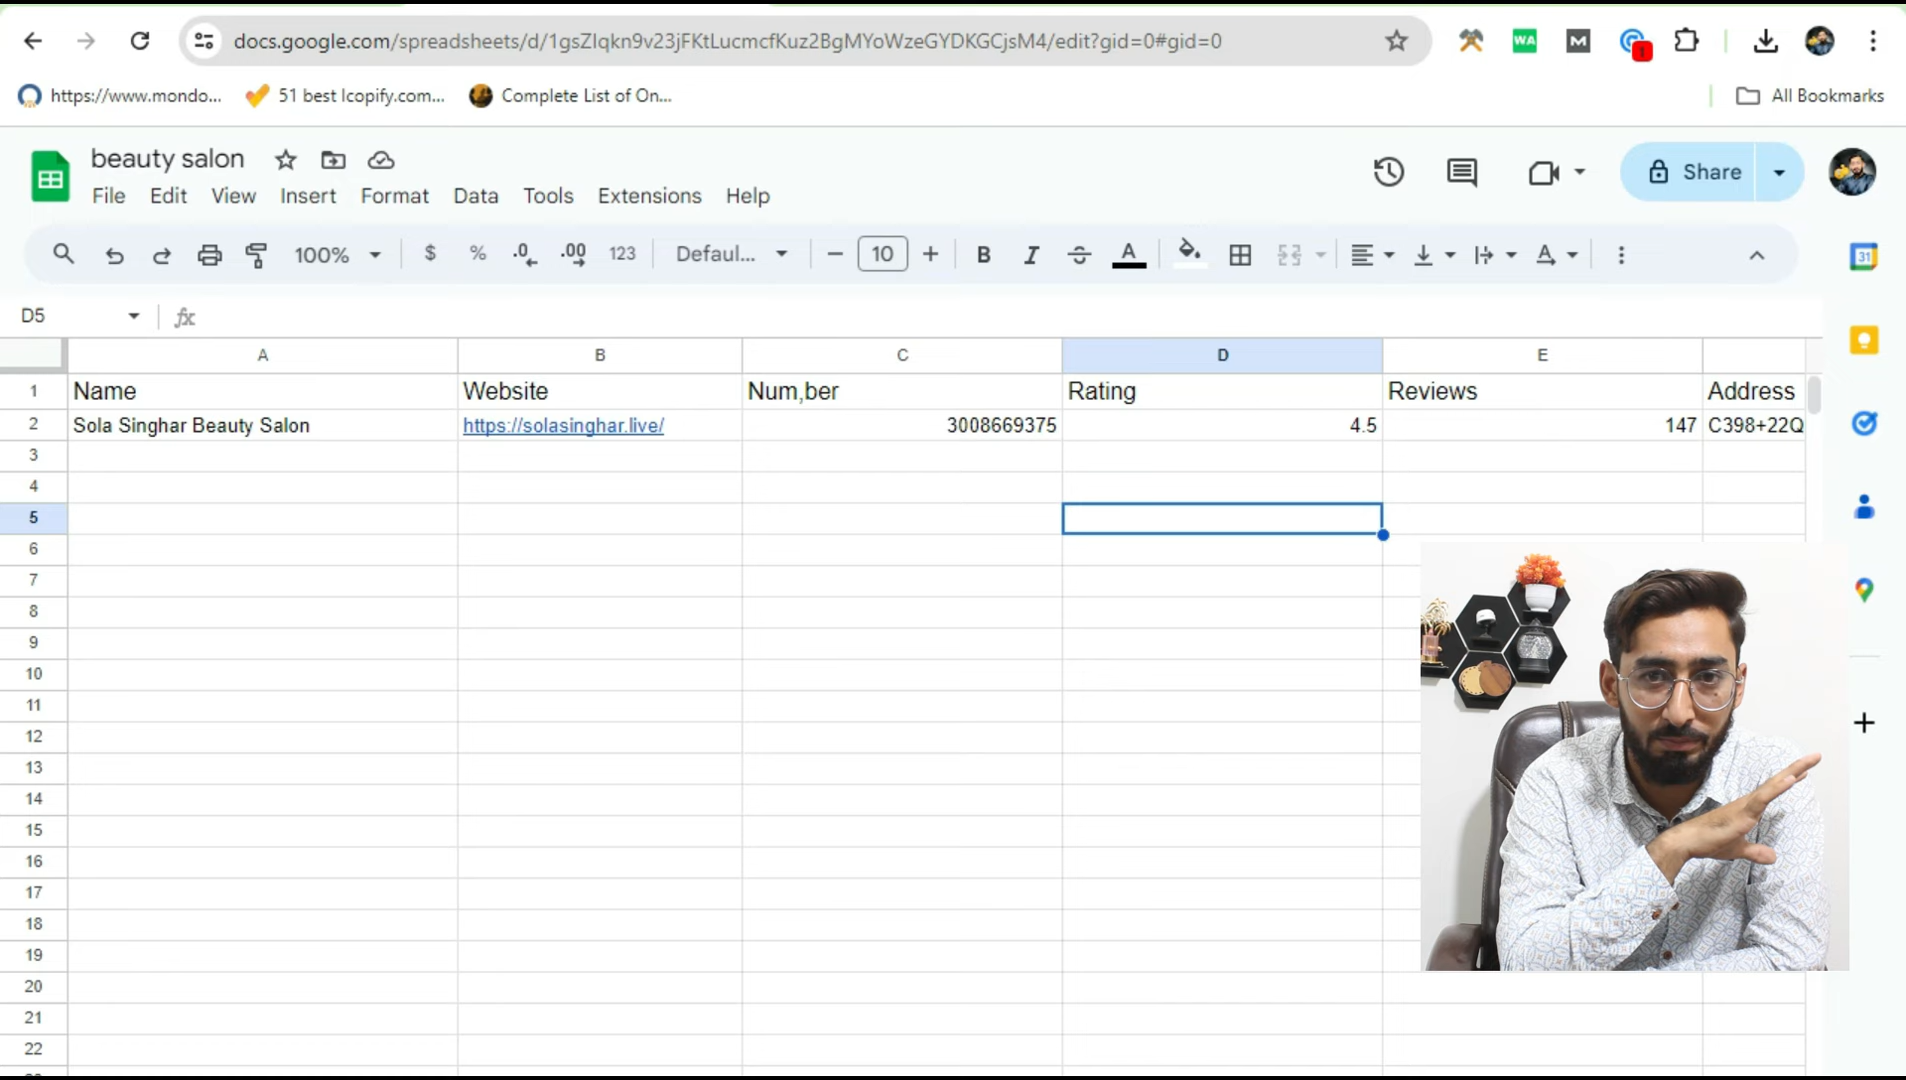 docs.google.com/spreadsheets/d/1gsZIqkn9v23jFKtLucmcfKuz2BgMYoWzeGYDKGCjsM4/edit?gid=0#gid=0
WA
M
1
https://www.mondo...
51 best Icopify.com...
Complete List of On...
All Bookmarks
beauty salon
File Edit View Insert Format Data Tools Extensions Help
Share
100%
$ % .0 .00 123
Defaul...
10
B I S A
31
D5
fx
A B C D E
1 Name Website Num,ber Rating Reviews Address
2 Sola Singhar Beauty Salon https://solasinghar.live/ 3008669375 4.5 147 C398+22Q
3
4
5
6
7
8
9
10
11
12
13
14
15
16
17
18
19
20
21
22